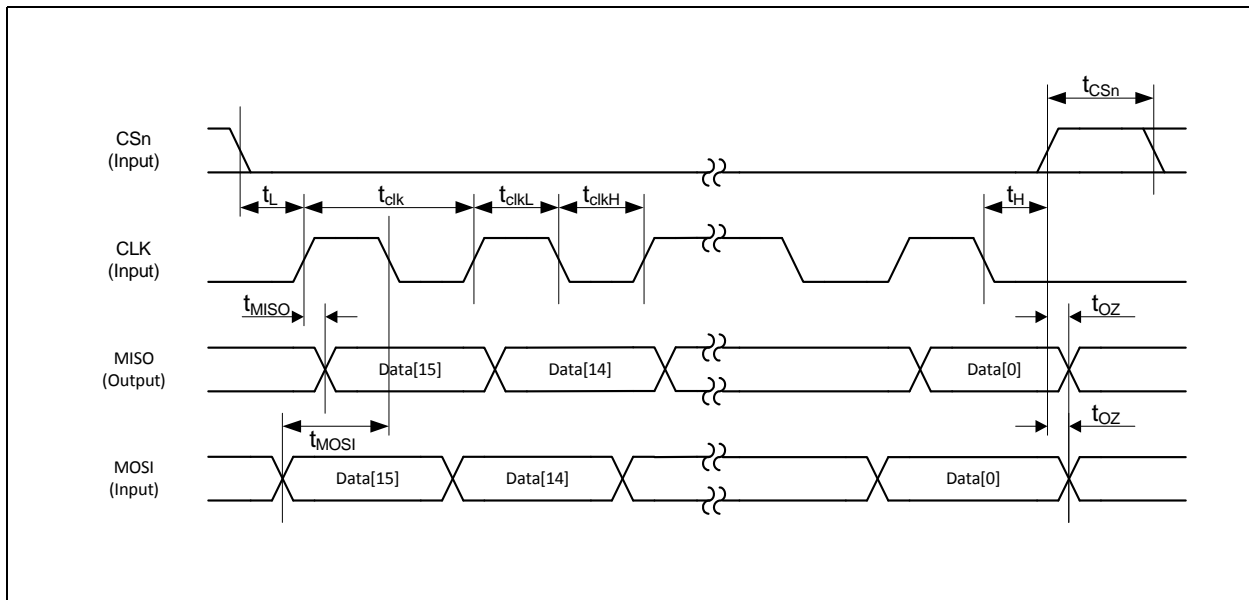 tCSn
CSn
(Input)
tL
tclk
tclkL
tclkH
tH
CLK
(Input)
tMISO
tOZ
MISO
(Output)
Data[15]
Data[14]
Data[0]
tMOSI
tOZ
MOSI
(Input)
Data[15]
Data[14]
Data[0]